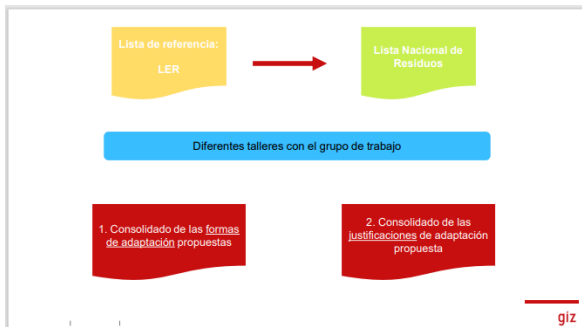 Lista de referencia:
LER
Lista Nacional de
Residuos
Diferentes talleres con el grupo de trabajo
1. Consolidado de las formas
de adaptación propuestas
2. Consolidado de las
justificaciones de adaptación
propuesta
giz